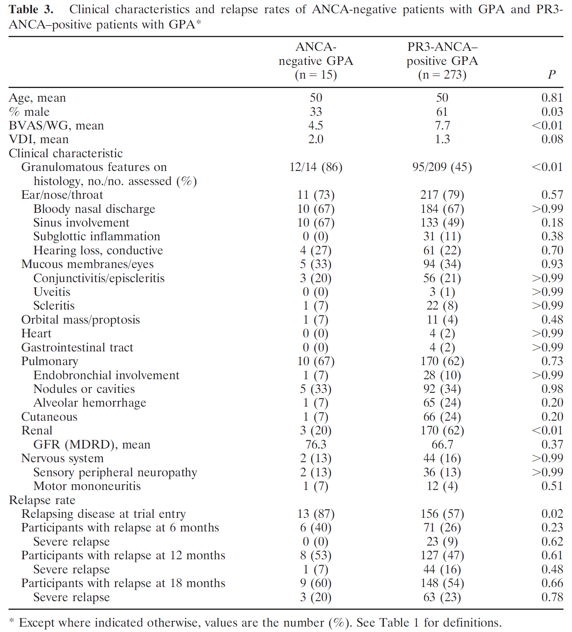 Table 3. Clinical characteristics and relapse rates of ANCA-negative patients with GPA and PR3-
ANCA–positive patients with GPA*
ANCA-negative GPA (n = 15) PR3-ANCA–positive GPA (n = 273) P
Age, mean 50 50 0.81
% male 33 61 0.03
BVAS/WG, mean 4.5 7.7 <0.01
VDI, mean 2.0 1.3 0.08
Clinical characteristic
Granulomatous features on histology, no./no. assessed (%) 12/14 (86) 95/209 (45) <0.01
Ear/nose/throat 11 (73) 217 (79) 0.57
Bloody nasal discharge 10 (67) 184 (67) >0.99
Sinus involvement 10 (67) 133 (49) 0.18
Subglottic inflammation 0 (0) 31 (11) 0.38
Hearing loss, conductive 4 (27) 61 (22) 0.70
Mucous membranes/eyes 5 (33) 94 (34) 0.93
Conjunctivitis/episcleritis 3 (20) 56 (21) >0.99
Uveitis 0 (0) 3 (1) >0.99
Scleritis 1 (7) 22 (8) >0.99
Orbital mass/proptosis 1 (7) 11 (4) 0.48
Heart 0 (0) 4 (2) >0.99
Gastrointestinal tract 0 (0) 4 (2) >0.99
Pulmonary 10 (67) 170 (62) 0.73
Endobronchial involvement 1 (7) 28 (10) >0.99
Nodules or cavities 5 (33) 92 (34) 0.98
Alveolar hemorrhage 1 (7) 65 (24) 0.20
Cutaneous 1 (7) 66 (24) 0.20
Renal 3 (20) 170 (62) <0.01
GFR (MDRD), mean 76.3 66.7 0.37
Nervous system 2 (13) 44 (16) >0.99
Sensory peripheral neuropathy 2 (13) 36 (13) >0.99
Motor mononeuritis 1 (7) 12 (4) 0.51
Relapse rate
Relapsing disease at trial entry 13 (87) 156 (57) 0.02
Participants with relapse at 6 months 6 (40) 71 (26) 0.23
Severe relapse 0 (0) 23 (9) 0.62
Participants with relapse at 12 months 8 (53) 127 (47) 0.61
Severe relapse 1 (7) 44 (16) 0.48
Participants with relapse at 18 months 9 (60) 148 (54) 0.66
Severe relapse 3 (20) 63 (23) 0.78
* Except where indicated otherwise, values are the number (%). See Table 1 for definitions.